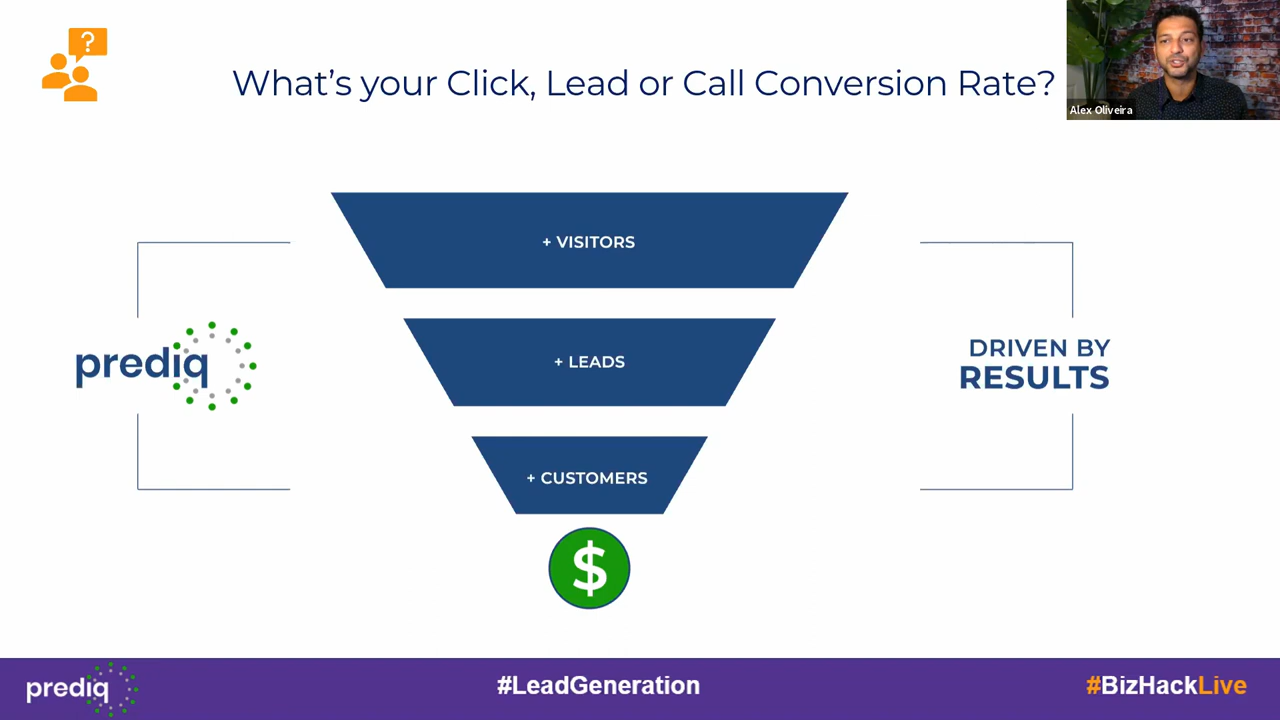 ?
What's your Click, Lead or Call Conversion Rate?
Alex Oliveira
+ VISITORS
+ LEADS
+ CUSTOMERS
$
prediq
DRIVEN BY
RESULTS
prediq
#LeadGeneration
#BizHackLive